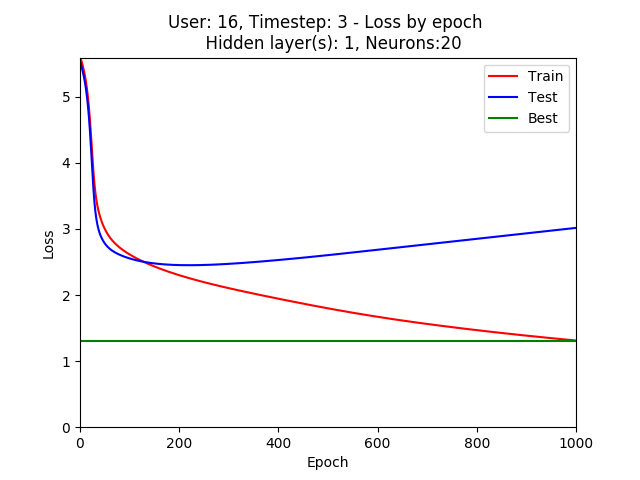 User: 16, Timestep: 3 - Loss by epoch
Hidden layer(s): 1, Neurons:20
Train
Test
Best
5
4
3
2
1
0
Loss
0 200 400 600 800 1000
Epoch